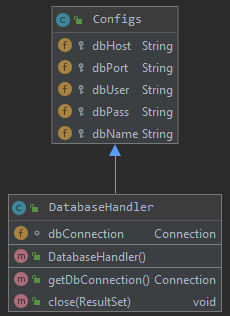 C Configs
f dbHost String
f dbPort String
f dbUser String
f dbPass String
f dbName String
C DatabaseHandler
f dbConnection Connection
m DatabaseHandler()
m getDbConnection() Connection
m close(ResultSet) void